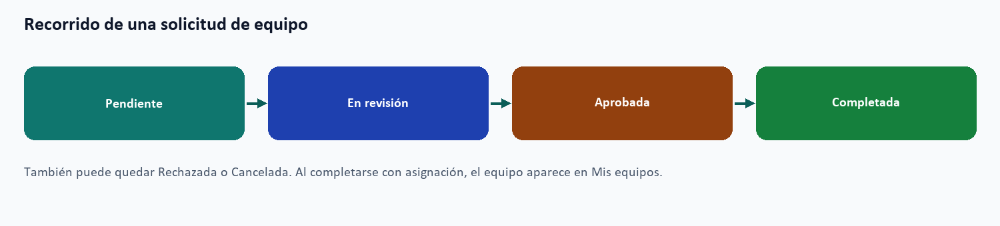 Recorrido de una solicitud de equipo
Pendiente
En revisión
Aprobada
Completada
También puede quedar Rechazada o Cancelada. Al completarse con asignación, el equipo aparece en Mis equipos.